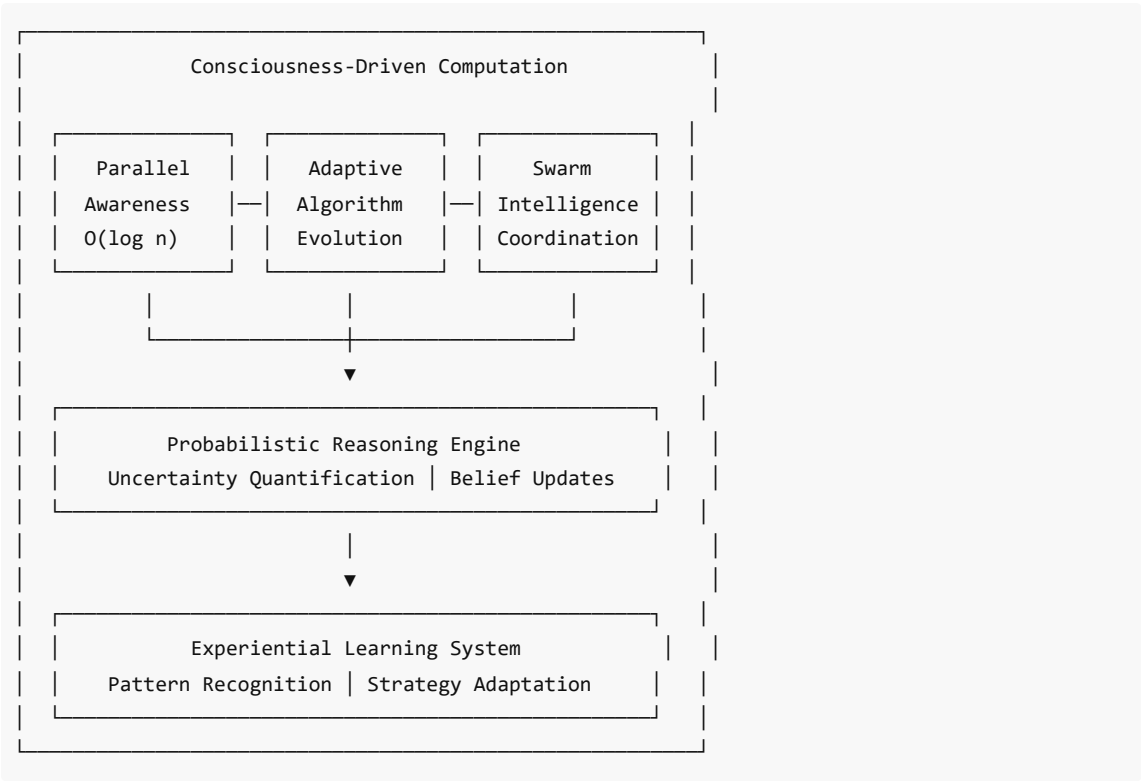 Consciousness-Driven Computation
Parallel Adaptive Swarm
Awareness Algorithm Intelligence
O(log n) Evolution Coordination
Probabilistic Reasoning Engine
Uncertainty Quantification │ Belief Updates
Experiential Learning System
Pattern Recognition │ Strategy Adaptation